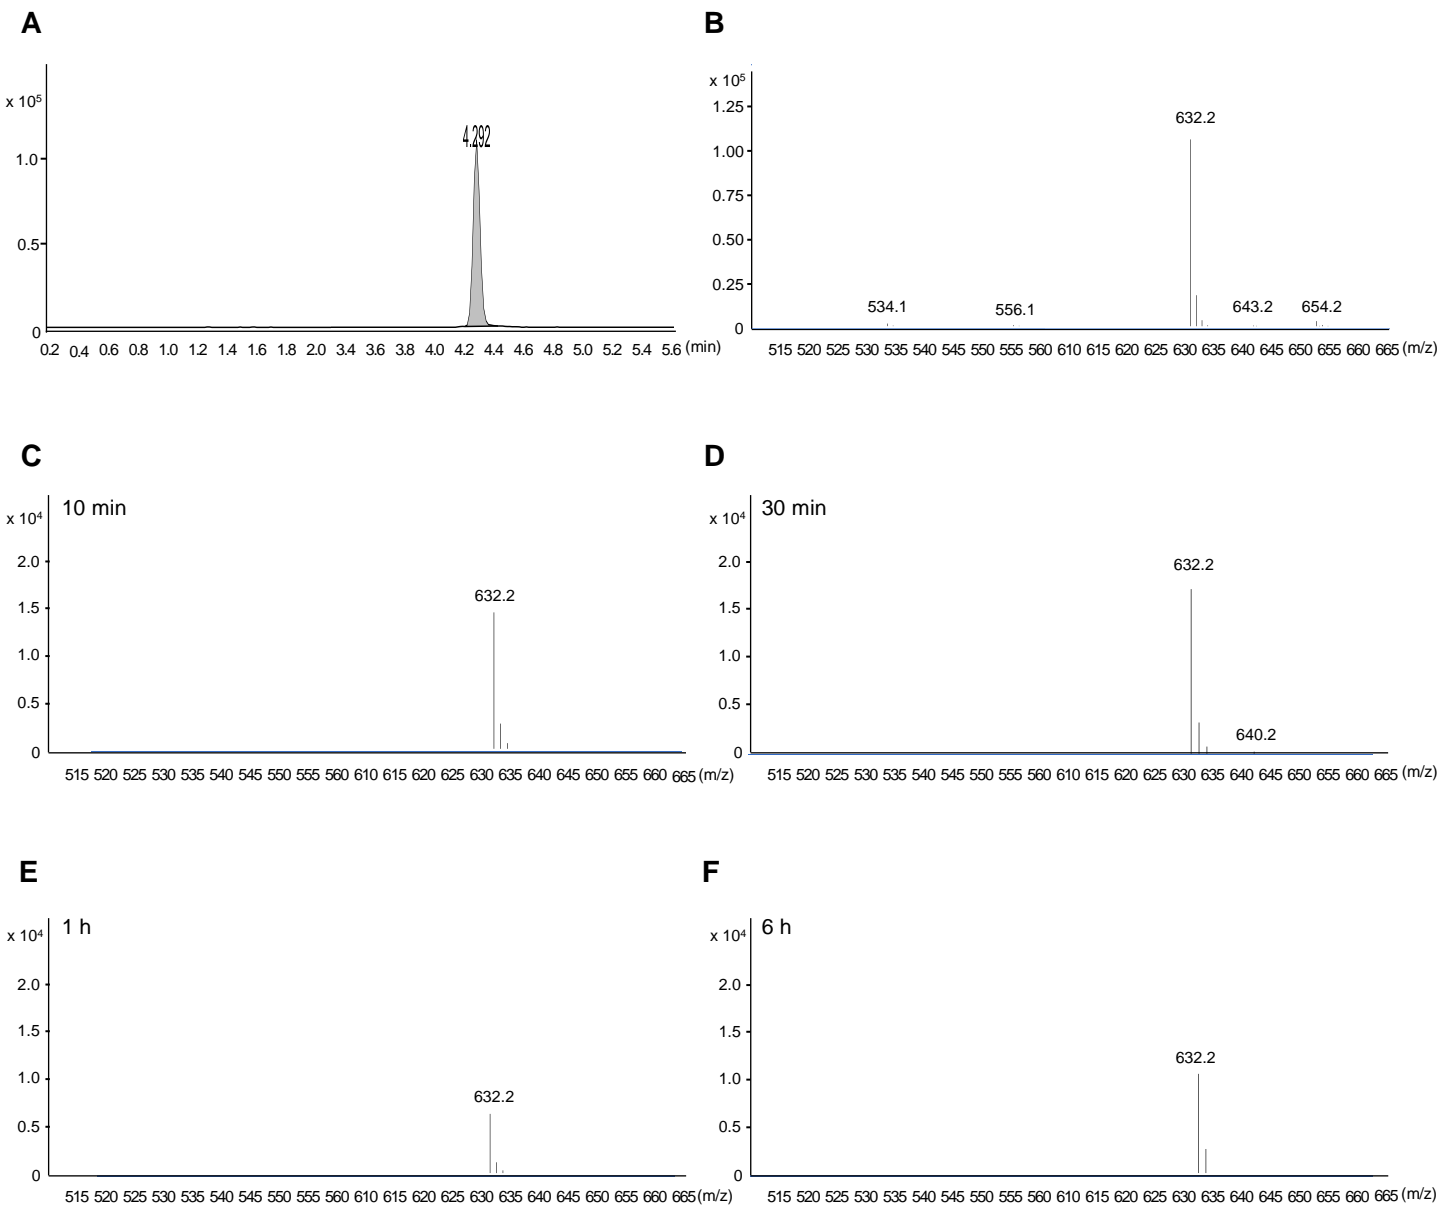 A
x 10⁵
4.292
1.0
0.5
0
0.2 0.4 0.6 0.8 1.0 1.2 1.4 1.6 1.8 2.0 3.4 3.6 3.8 4.0 4.2 4.4 4.6 4.8 5.0 5.2 5.4 5.6 (min)
B
x 10⁵
1.25
632.2
1.00
0.75
0.50
0.25
534.1 556.1 643.2 654.2
0
515 520 525 530 535 540 545 550 555 560 610 615 620 625 630 635 640 645 650 655 660 665 (m/z)
C
10 min
x 10⁴
2.0
632.2
1.5
1.0
0.5
0
515 520 525 530 535 540 545 550 555 560 610 615 620 625 630 635 640 645 650 655 660 665 (m/z)
D
30 min
x 10⁴
2.0
632.2
1.5
1.0
0.5
640.2
0
515 520 525 530 535 540 545 550 555 560 610 615 620 625 630 635 640 645 650 655 660 665 (m/z)
E
1 h
x 10⁴
2.0
1.5
1.0
632.2
0.5
0
515 520 525 530 535 540 545 550 555 560 610 615 620 625 630 635 640 645 650 655 660 665 (m/z)
F
6 h
x 10⁴
2.0
1.5
632.2
1.0
0.5
0
515 520 525 530 535 540 545 550 555 560 610 615 620 625 630 635 640 645 650 655 660 665 (m/z)